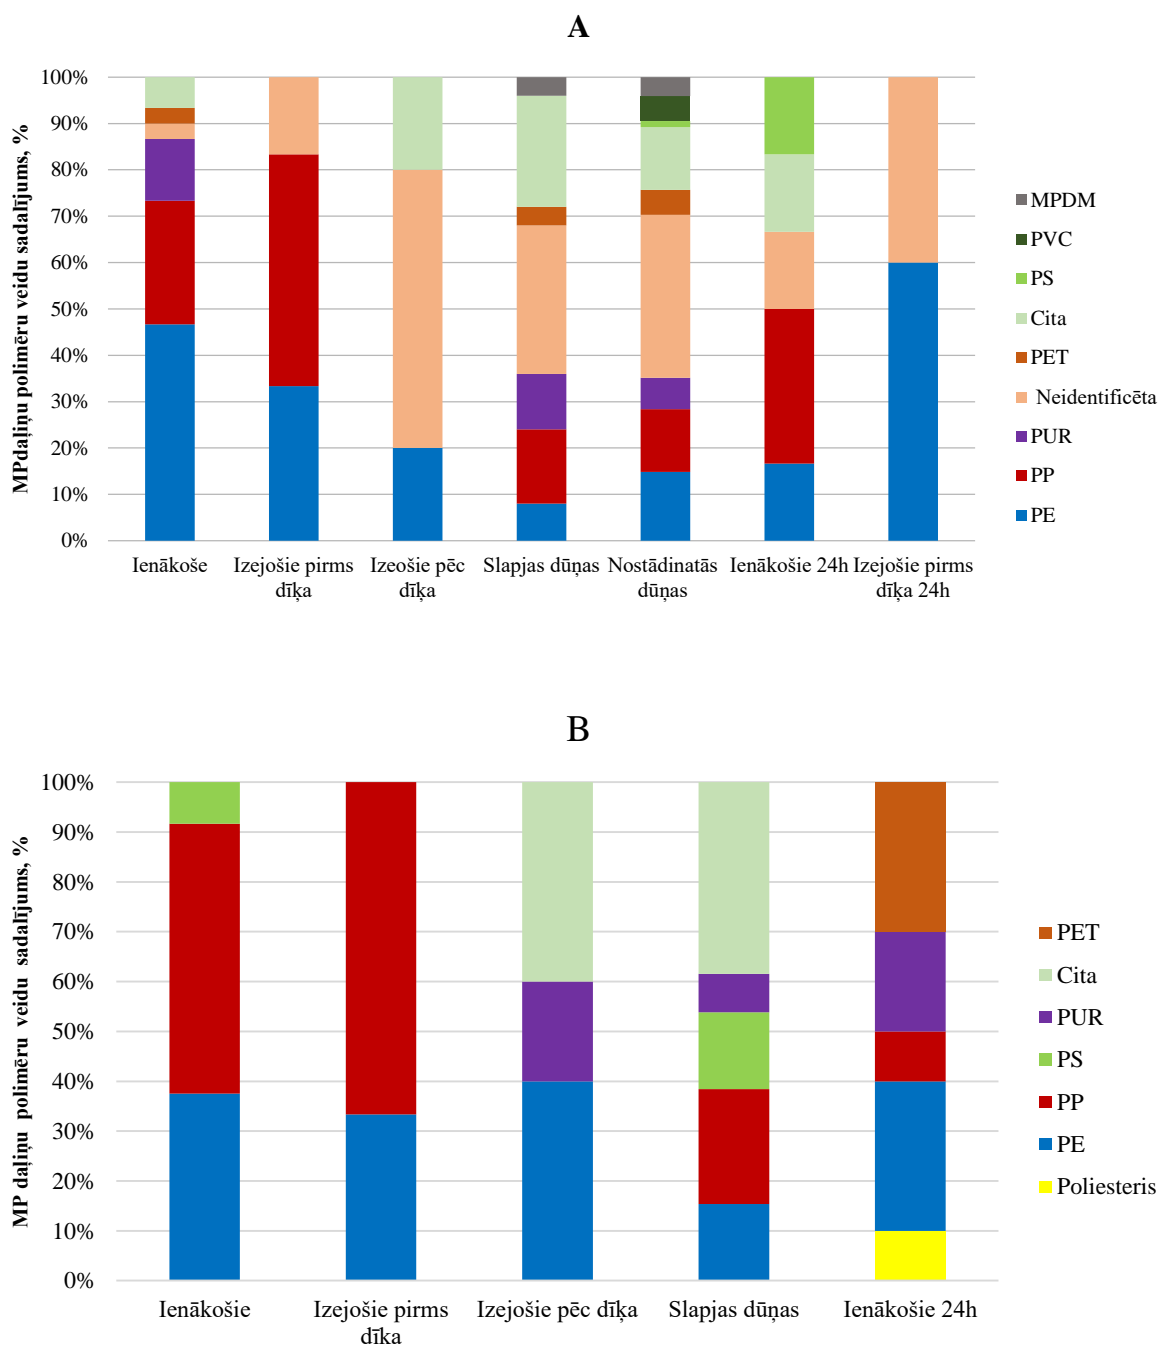 A
MPdaļiņu polimēru veidu sadalījums, %
100%
90%
80%
70%
60%
50%
40%
30%
20%
10%
0%
Ienākoše
Izejošie pirms
dīķa
Izeošie pēc
dīķa
Slapjas dūņas
Nostādinatās
dūņas
Ienākošie 24h
Izejošie pirms
dīķa 24h
MPDM
PVC
PS
Cita
PET
Neidentificēta
PUR
PP
PE
B
MP daļiņu polimēru veidu sadalījums, %
100%
90%
80%
70%
60%
50%
40%
30%
20%
10%
0%
Ienākošie
Izejošie pirms
dīka
Izejošie pēc dīķa
Slapjas dūņas
Ienākošie 24h
PET
Cita
PUR
PS
PP
PE
Poliesteris